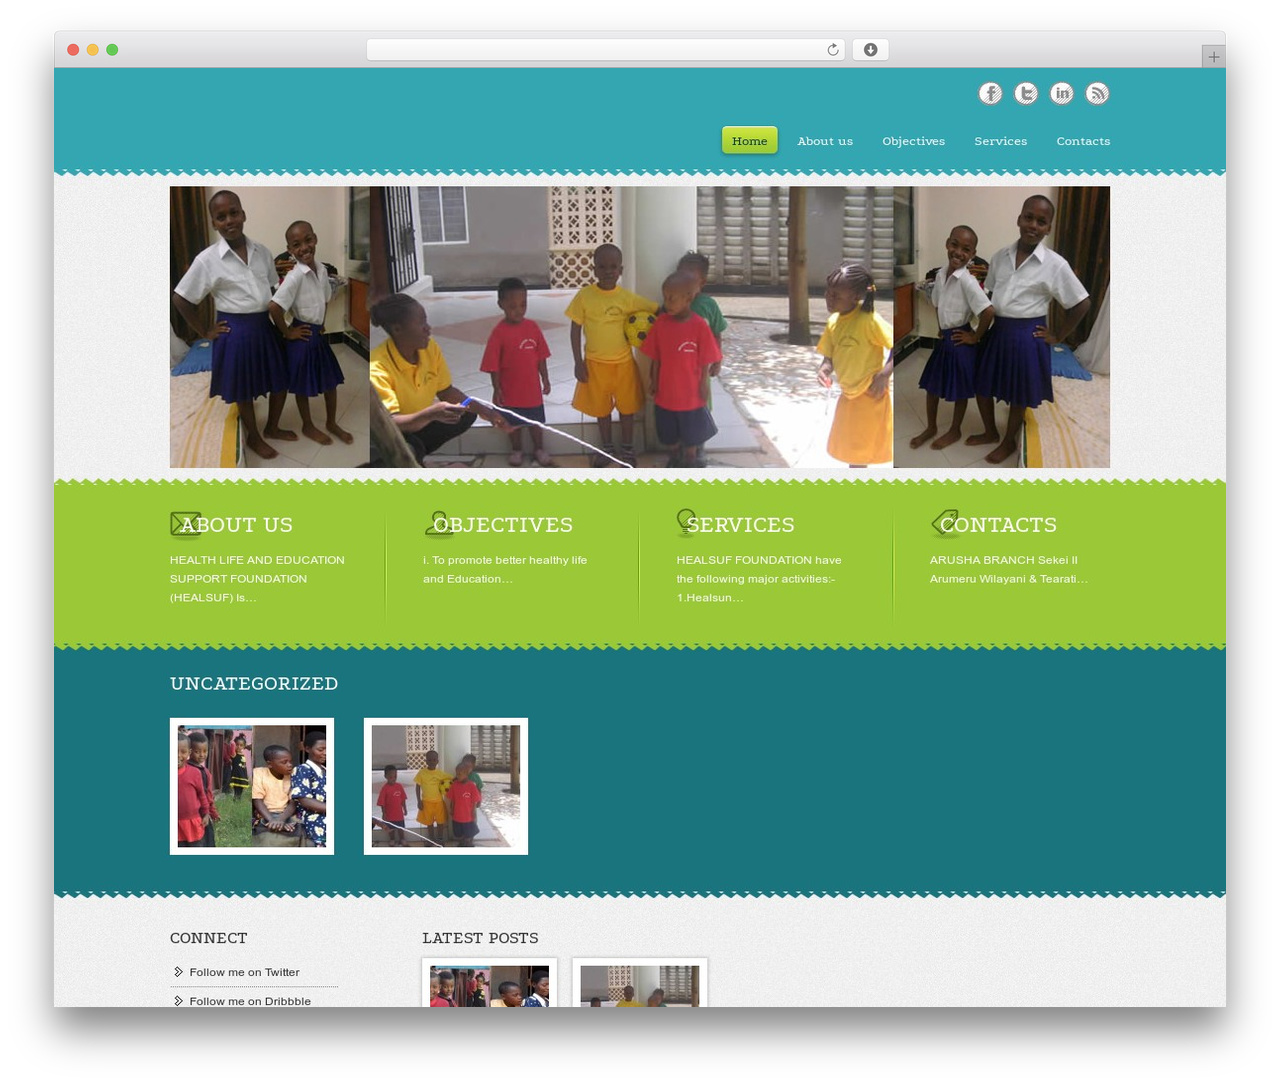 Home About us Objectives Services Contacts
ABOUT US
HEALTH LIFE AND EDUCATION
SUPPORT FOUNDATION
(HEALSUF) Is…
OBJECTIVES
i. To promote better healthy life
and Education…
SERVICES
HEALSUF FOUNDATION have
the following major activities:-
1.Healsun…
CONTACTS
ARUSHA BRANCH Sekei II
Arumeru Wilayani & Tearati…
UNCATEGORIZED
CONNECT
Follow me on Twitter
Follow me on Dribbble
LATEST POSTS